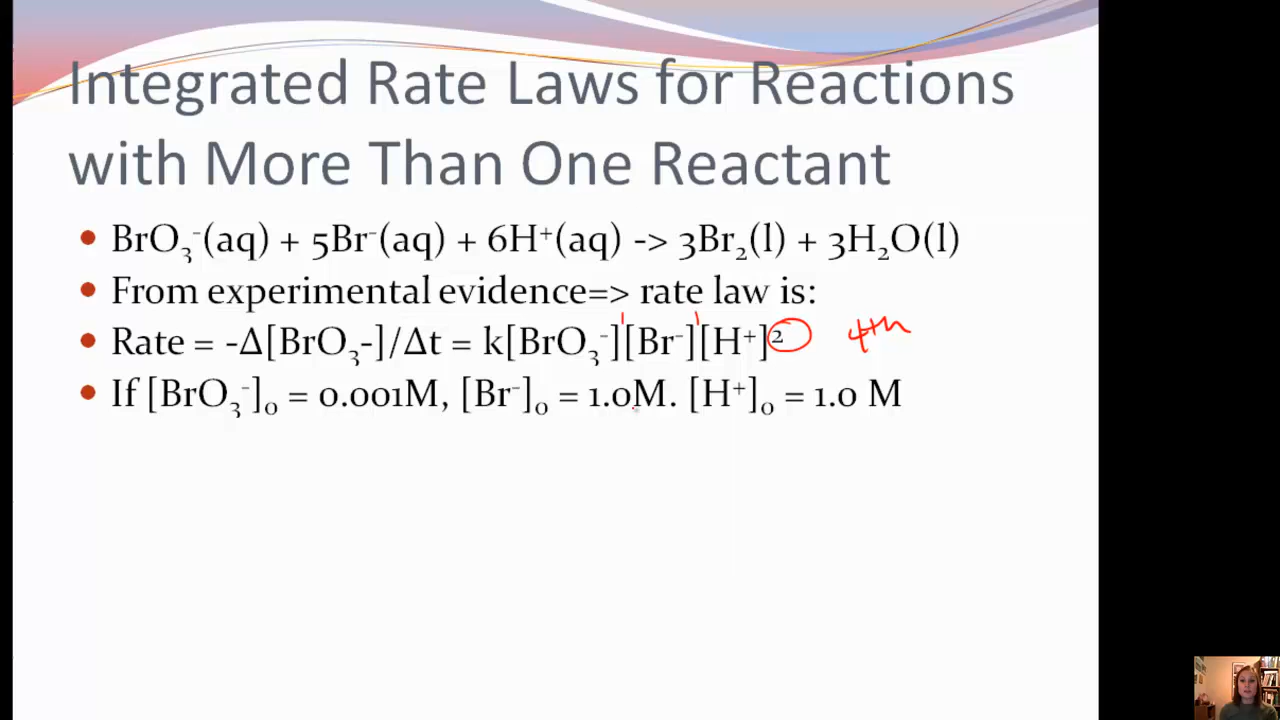 Integrated Rate Laws for Reactions
with More Than One Reactant
• BrO₃⁻(aq) + 5Br⁻(aq) + 6H⁺(aq) -> 3Br₂(l) + 3H₂O(l)
• From experimental evidence=> rate law is:
• Rate = -Δ[BrO₃-]/Δt = k[BrO₃⁻]¹[Br⁻]¹[H⁺]² 4th
• If [BrO₃⁻]₀ = 0.001M, [Br⁻]₀ = 1.0M. [H⁺]₀ = 1.0 M